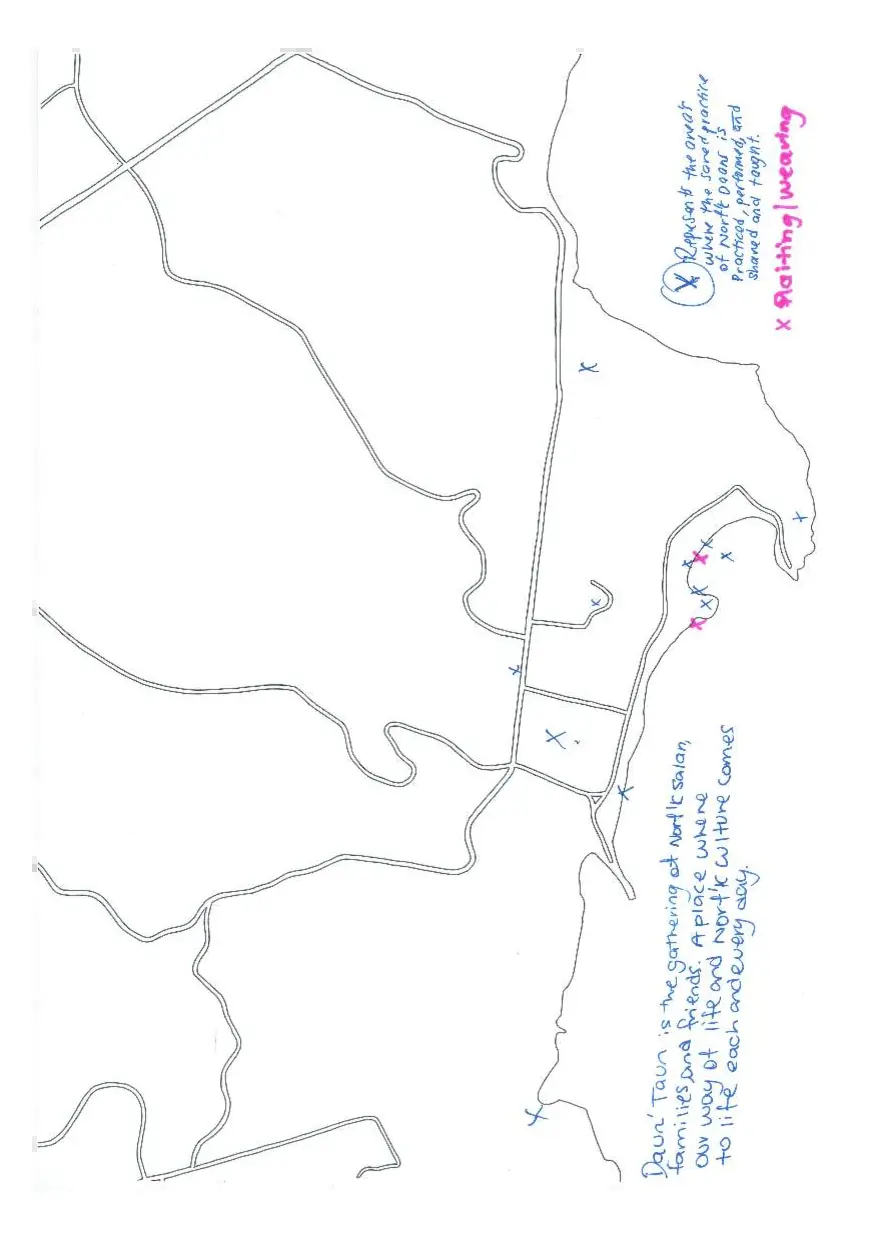 X Represents the areas
where the sacred practice
of Norf'k Daans is
Practiced, performed, and
shared and taught.
x Plaiting/weaving
Daun' Taun is the gathering of Norf'k Salan,
families, and friends. A place where
our way of life and Norf'k culture comes
to life each and every day.